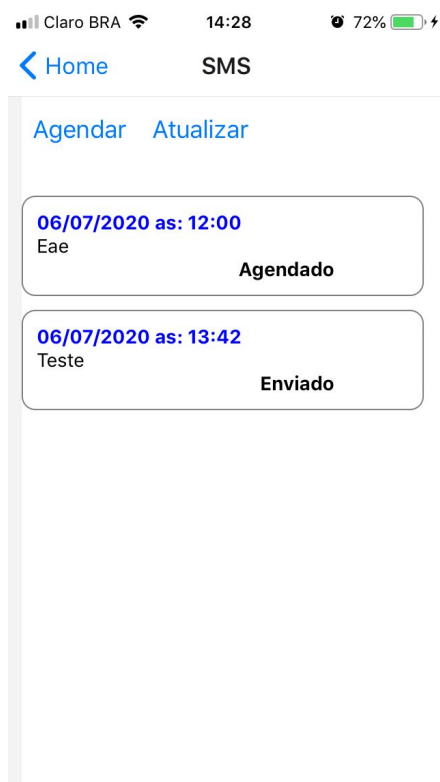 Claro BRA 14:28 72%
Home SMS
Agendar Atualizar
06/07/2020 as: 12:00
Eae
Agendado
06/07/2020 as: 13:42
Teste
Enviado